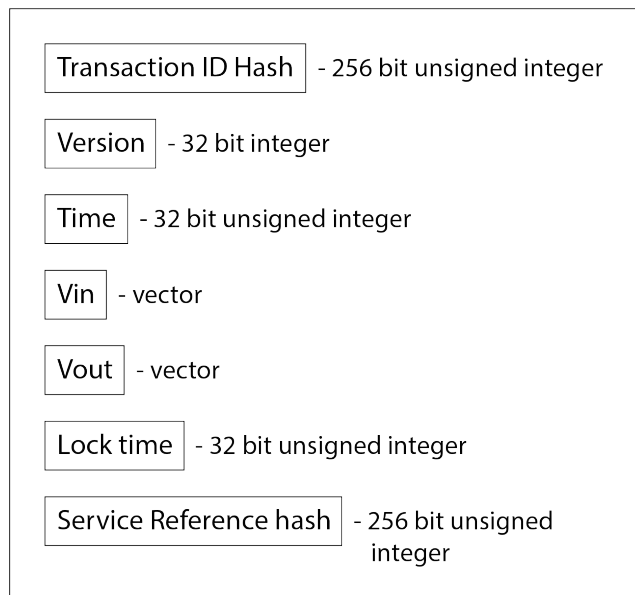 Transaction ID Hash - 256 bit unsigned integer
Version - 32 bit integer
Time - 32 bit unsigned integer
Vin - vector
Vout - vector
Lock time - 32 bit unsigned integer
Service Reference hash - 256 bit unsigned
integer